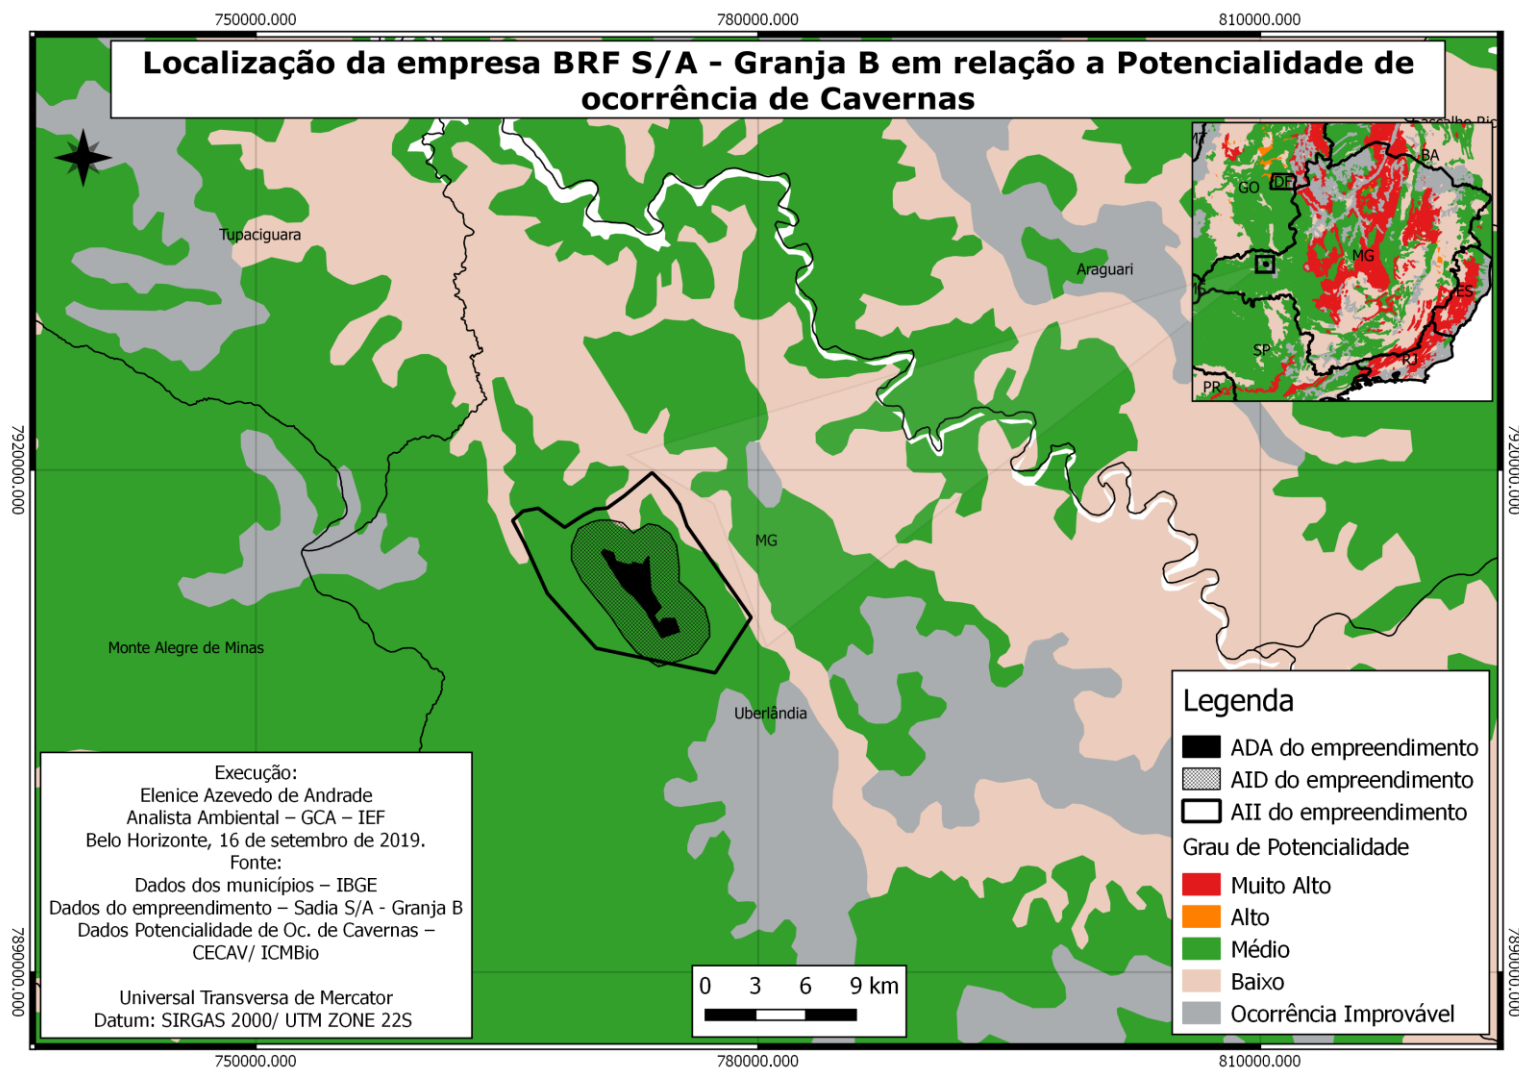 750000.000
780000.000
810000.000
Localização da empresa BRF S/A - Granja B em relação a Potencialidade de
ocorrência de Cavernas
BA
GO
DF
MG
ES
SP
RJ
PR
Tupaciguara
Araguari
7920000.000
7920000.000
MG
Monte Alegre de Minas
Uberlândia
Legenda
ADA do empreendimento
AID do empreendimento
AII do empreendimento
Grau de Potencialidade
Muito Alto
Alto
Médio
Baixo
Ocorrência Improvável
Execução:
Elenice Azevedo de Andrade
Analista Ambiental – GCA – IEF
Belo Horizonte, 16 de setembro de 2019.
Fonte:
Dados dos municípios – IBGE
Dados do empreendimento – Sadia S/A - Granja B
Dados Potencialidade de Oc. de Cavernas –
CECAV/ ICMBio
Universal Transversa de Mercator
Datum: SIRGAS 2000/ UTM ZONE 22S
0 3 6 9 km
7890000.000
7890000.000
750000.000
780000.000
810000.000